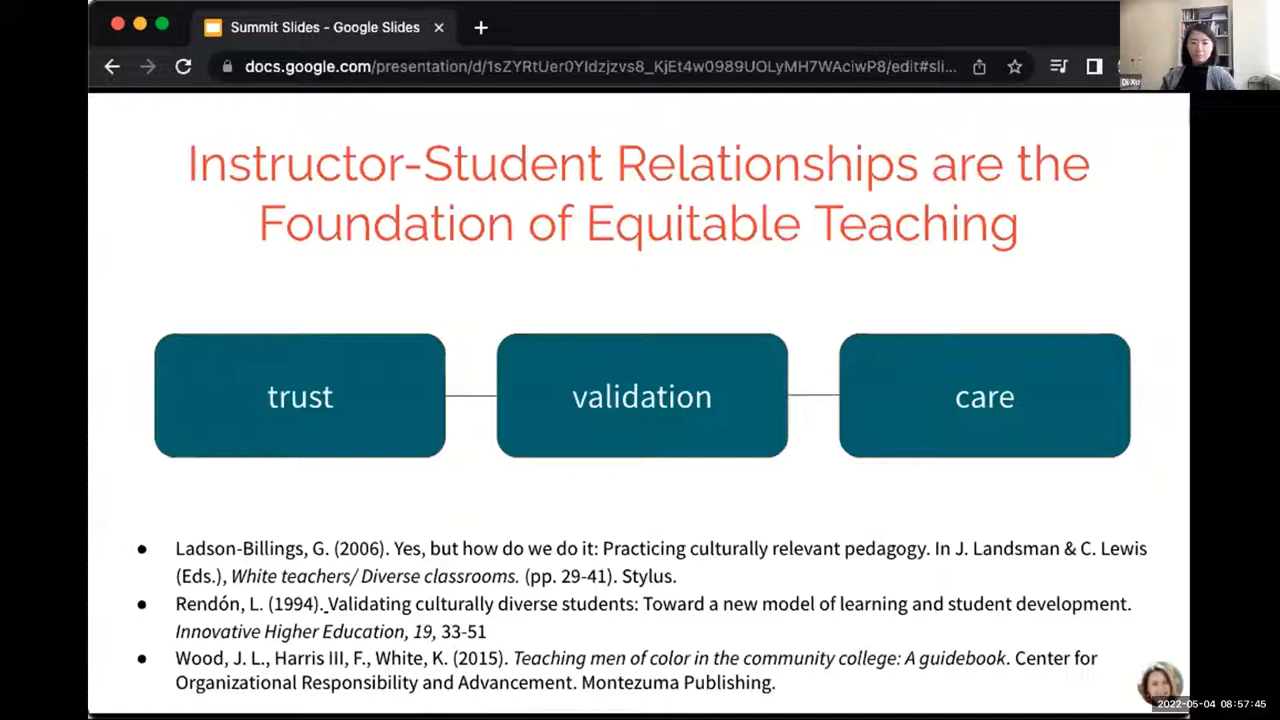 Summit Slides - Google Slides
docs.google.com/presentation/d/1sZYRtUer0YIdzjzvs8_KjEt4w0989UOLyMH7WAciwP8/edit#sli...
Di Xu
Instructor-Student Relationships are the
Foundation of Equitable Teaching
trust
validation
care
● Ladson-Billings, G. (2006). Yes, but how do we do it: Practicing culturally relevant pedagogy. In J. Landsman & C. Lewis
(Eds.), White teachers/ Diverse classrooms. (pp. 29-41). Stylus.
● Rendón, L. (1994). Validating culturally diverse students: Toward a new model of learning and student development.
Innovative Higher Education, 19, 33-51
● Wood, J. L., Harris III, F., White, K. (2015). Teaching men of color in the community college: A guidebook. Center for
Organizational Responsibility and Advancement. Montezuma Publishing.
2022-05-04 08:57:45